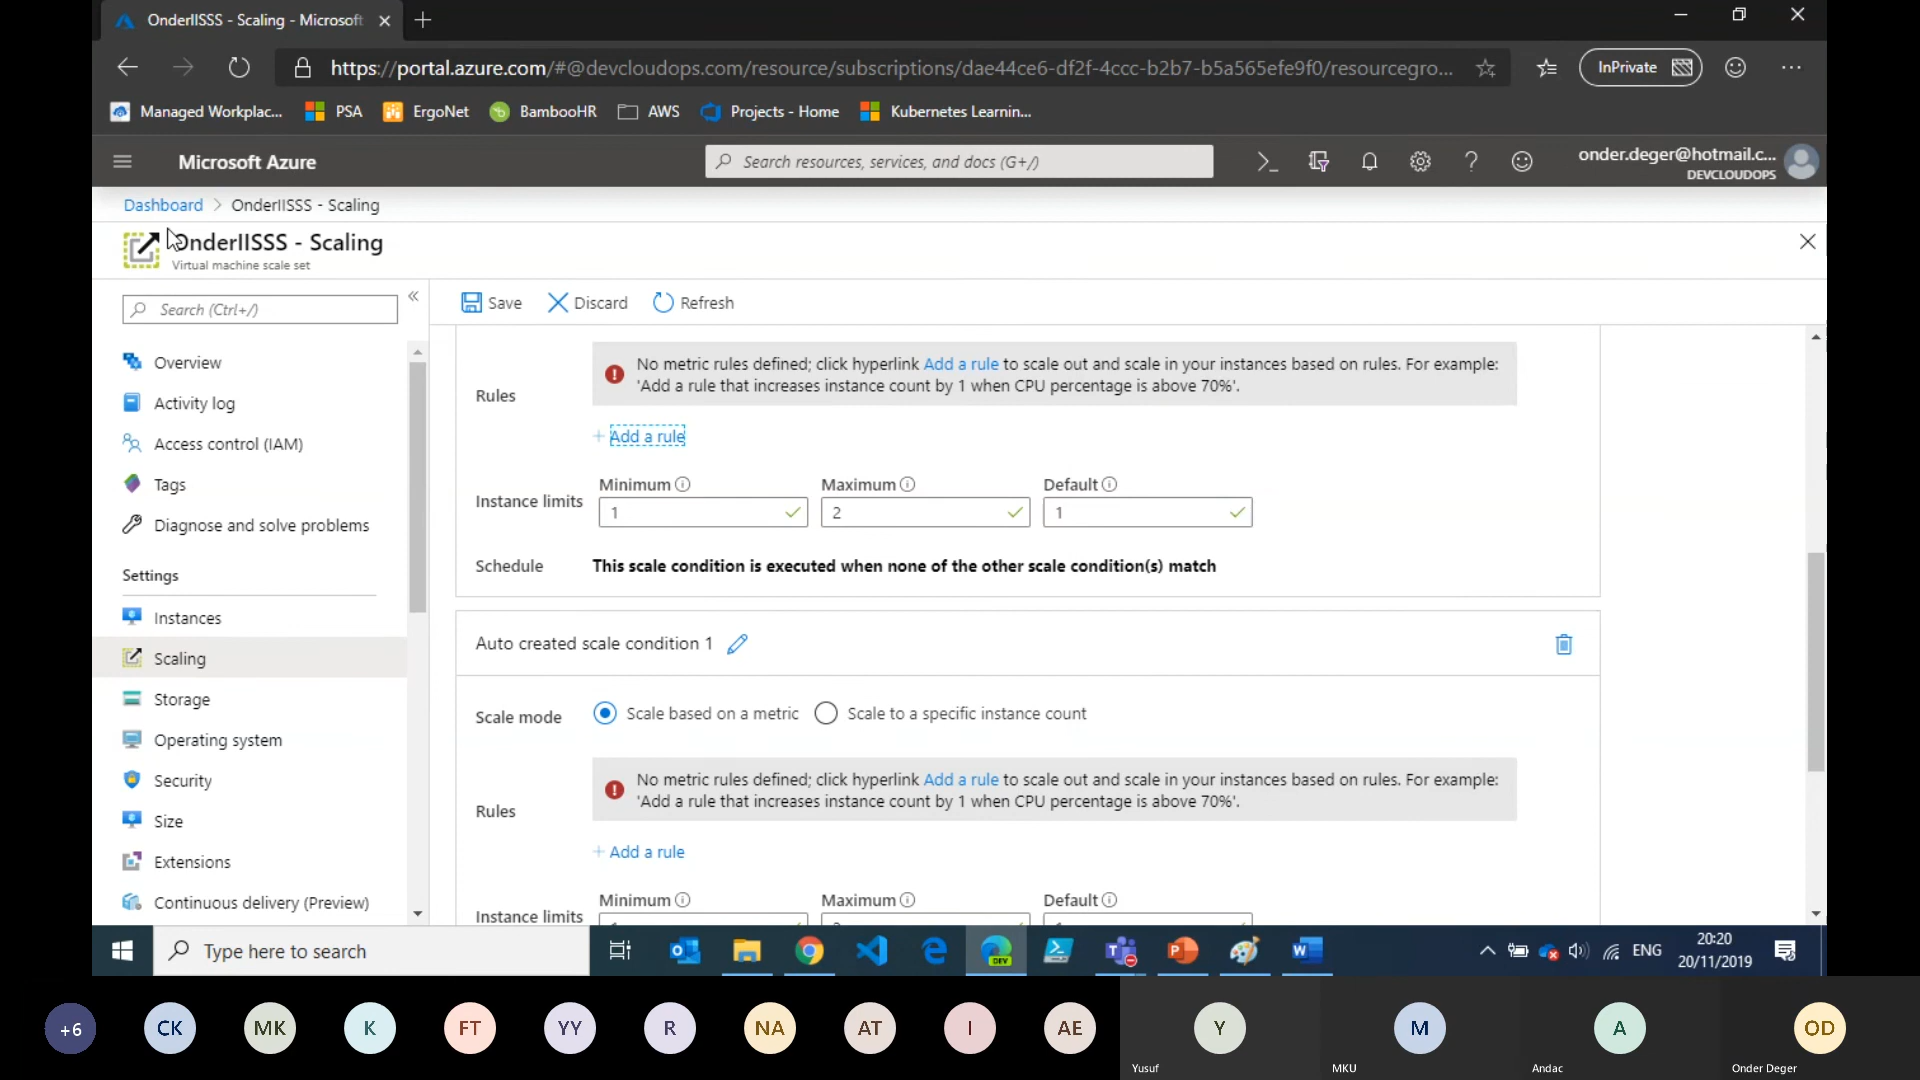 OnderIISSS - Scaling - Microsoft
https://portal.azure.com/#@devcloudops.com/resource/subscriptions/dae44ce6-df2f-4ccc-b2b7-b5a565efe9f0/resourcegro...
InPrivate
Managed Workplac...
PSA
ErgoNet
BambooHR
AWS
Projects - Home
Kubernetes Learnin...
Microsoft Azure
Search resources, services, and docs (G+/)
onder.deger@hotmail.c...
DEVCLOUDOPS
Dashboard > OnderIISSS - Scaling
OnderIISSS - Scaling
Virtual machine scale set
Search (Ctrl+/)
Overview
Activity log
Access control (IAM)
Tags
Diagnose and solve problems
Settings
Instances
Scaling
Storage
Operating system
Security
Size
Extensions
Continuous delivery (Preview)
Save
Discard
Refresh
Rules
No metric rules defined; click hyperlink Add a rule to scale out and scale in your instances based on rules. For example:
'Add a rule that increases instance count by 1 when CPU percentage is above 70%'.
+ Add a rule
Instance limits
Minimum
Maximum
Default
1
2
1
Schedule
This scale condition is executed when none of the other scale condition(s) match
Auto created scale condition 1
Scale mode
Scale based on a metric
Scale to a specific instance count
Rules
No metric rules defined; click hyperlink Add a rule to scale out and scale in your instances based on rules. For example:
'Add a rule that increases instance count by 1 when CPU percentage is above 70%'.
+ Add a rule
Instance limits
Minimum
Maximum
Default
Type here to search
DEV
ENG
20:20
20/11/2019
+6
CK
MK
K
FT
YY
R
NA
AT
I
AE
Y
Yusuf
M
MKU
A
Andac
OD
Onder Deger